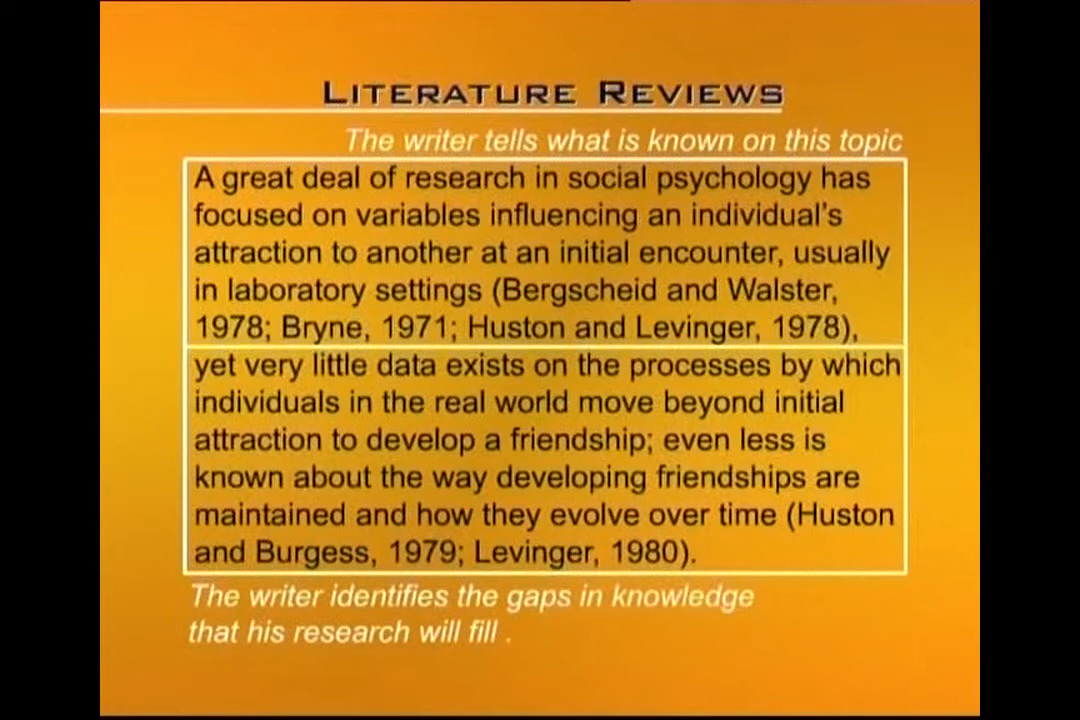 LITERATURE REVIEWS
The writer tells what is known on this topic
A great deal of research in social psychology has
focused on variables influencing an individual's
attraction to another at an initial encounter, usually
in laboratory settings (Bergscheid and Walster,
1978; Bryne, 1971; Huston and Levinger, 1978),
yet very little data exists on the processes by which
individuals in the real world move beyond initial
attraction to develop a friendship; even less is
known about the way developing friendships are
maintained and how they evolve over time (Huston
and Burgess, 1979; Levinger, 1980).
The writer identifies the gaps in knowledge
that his research will fill .